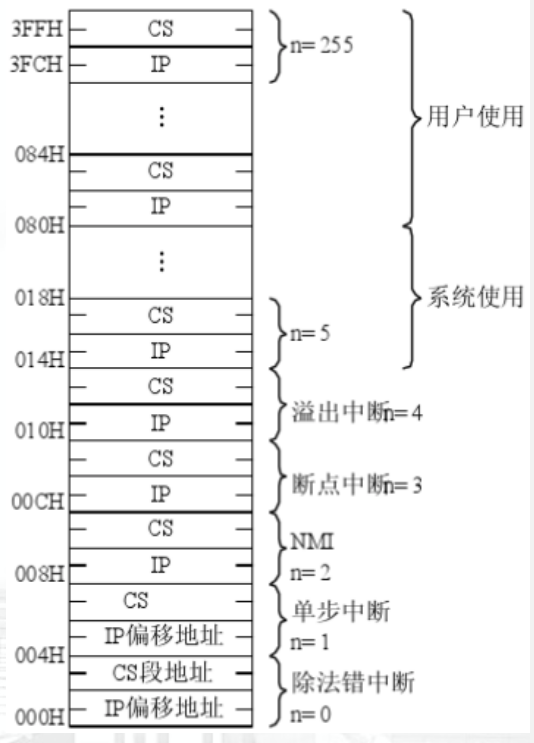 3FFH CS
n= 255
3FCH IP
⋮
用户使用
084H
CS
IP
080H
⋮
018H
系统使用
CS
n= 5
IP
014H
CS
溢出中断n= 4
IP
010H
CS
断点中断n= 3
IP
00CH
CS
NMI
IP
008H
n= 2
CS
单步中断
IP偏移地址
n= 1
004H
CS段地址
除法错中断
IP偏移地址
000H
n= 0